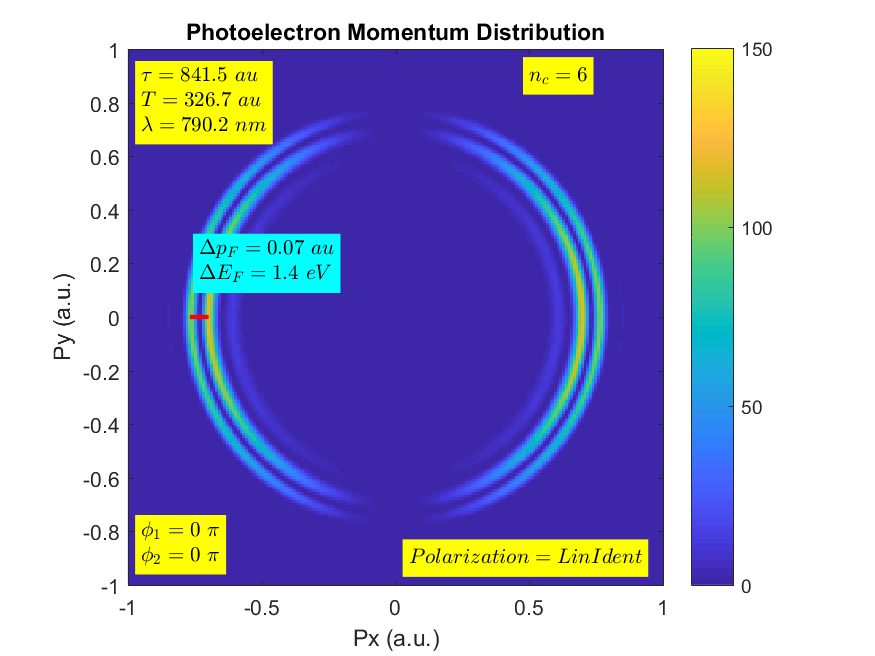 Photoelectron Momentum Distribution
τ = 841.5 au
T = 326.7 au
λ = 790.2 nm
n_c = 6
Δp_F = 0.07 au
ΔE_F = 1.4 eV
ϕ_1 = 0 π
ϕ_2 = 0 π
Polarization = LinIdent
Py (a.u.)
1
0.8
0.6
0.4
0.2
0
-0.2
-0.4
-0.6
-0.8
-1
-1 -0.5 0 0.5 1
Px (a.u.)
150
100
50
0